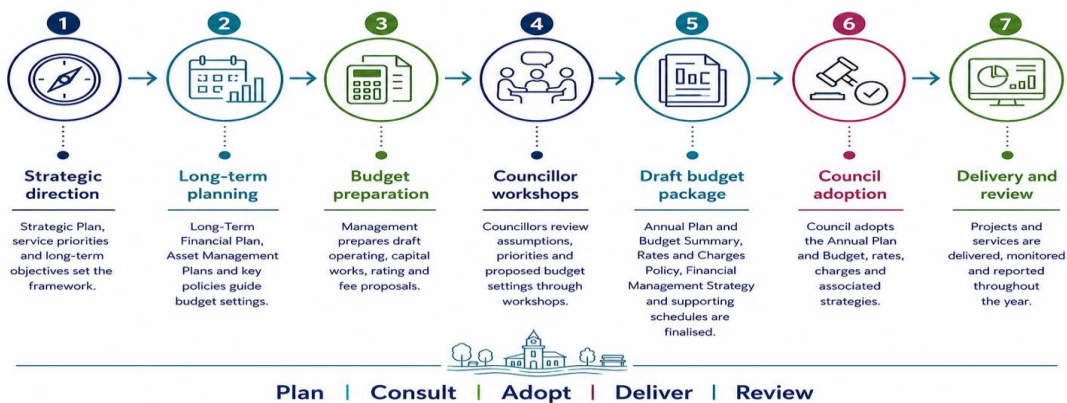 1
2
3
4
5
6
7
Strategic
direction
Strategic Plan,
service priorities
and long-term
objectives set the
framework.
Long-term
planning
Long-Term
Financial Plan,
Asset Management
Plans and key
policies guide
budget settings.
Budget
preparation
Management
prepares draft
operating, capital
works, rating and
fee proposals.
Councillor
workshops
Councillors review
assumptions,
priorities and
proposed budget
settings through
workshops.
Draft budget
package
Annual Plan and
Budget Summary,
Rates and Charges
Policy, Financial
Management Strategy
and supporting
schedules are
finalised.
Council
adoption
Council adopts
the Annual Plan
and Budget, rates,
charges and
associated
strategies.
Delivery and
review
Projects and
services are
delivered, monitored
and reported
throughout
the year.
Plan | Consult | Adopt | Deliver | Review